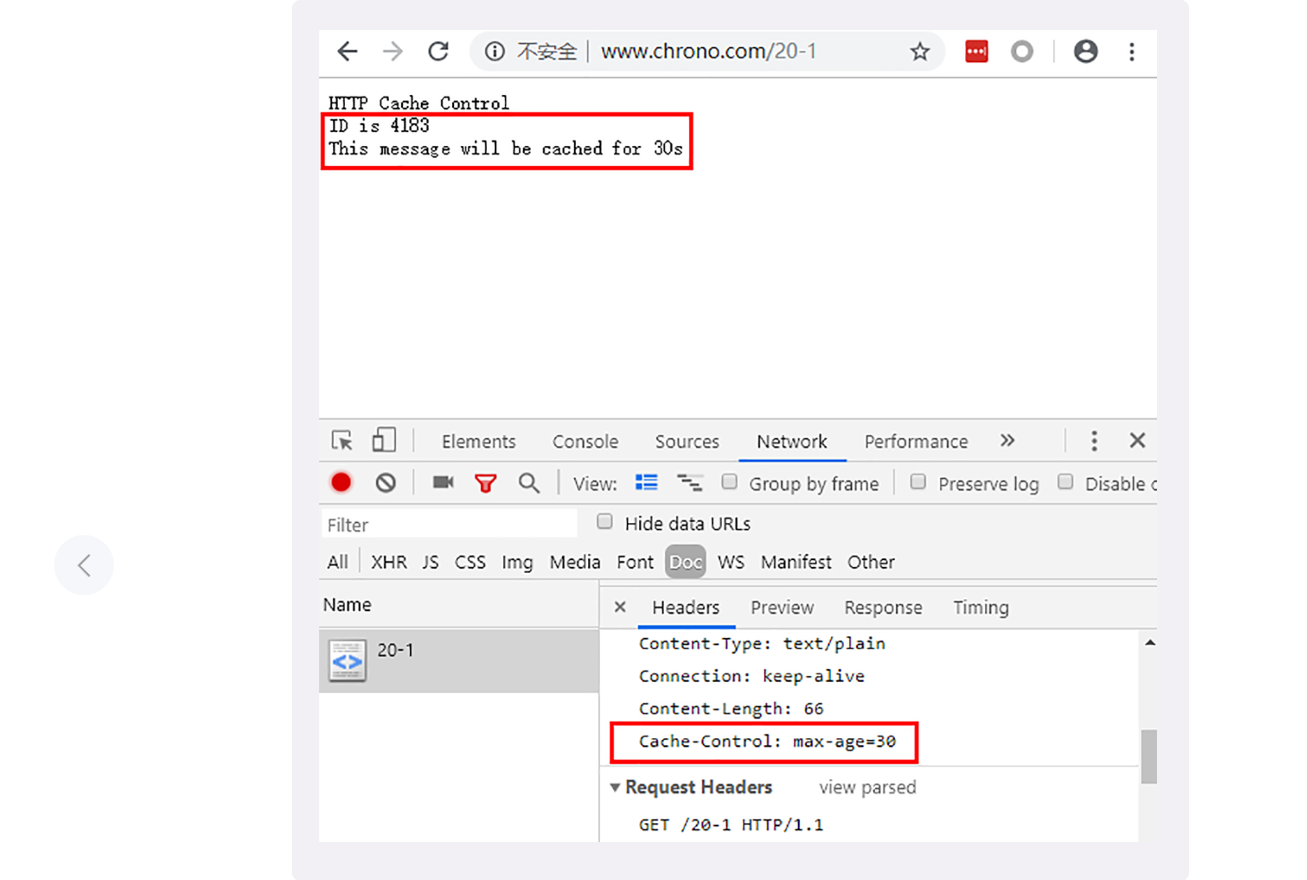 不安全 www.chrono.com/20-1
HTTP Cache Control
ID is 4183
This message will be cached for 30s
Elements Console Sources Network Performance »
View: Group by frame Preserve log Disable c
Filter Hide data URLs
All XHR JS CSS Img Media Font Doc WS Manifest Other
Name
Headers Preview Response Timing
20-1
Content-Type: text/plain
Connection: keep-alive
Content-Length: 66
Cache-Control: max-age=30
Request Headers view parsed
GET /20-1 HTTP/1.1